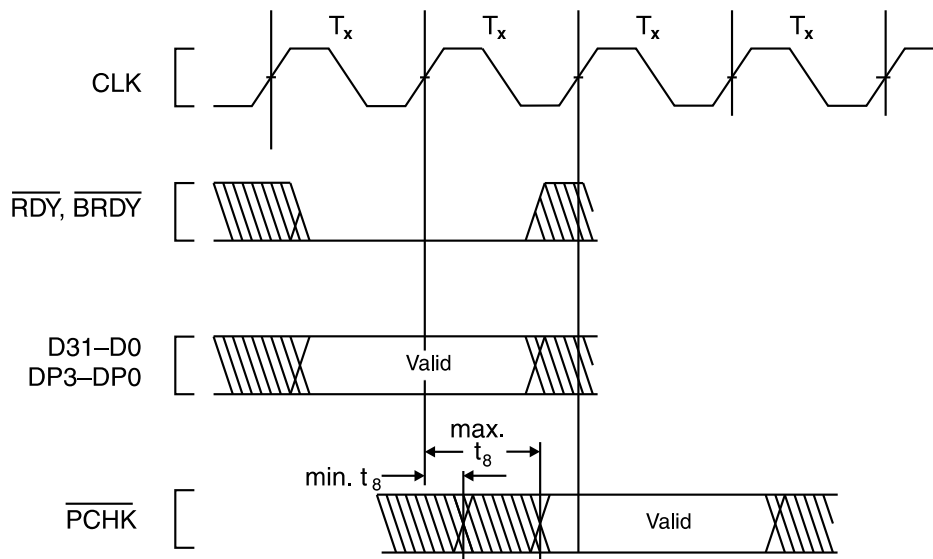 Tx Tx Tx Tx
CLK
RDY, BRDY
D31–D0
DP3–DP0
Valid
max.
t8
min. t8
PCHK
Valid